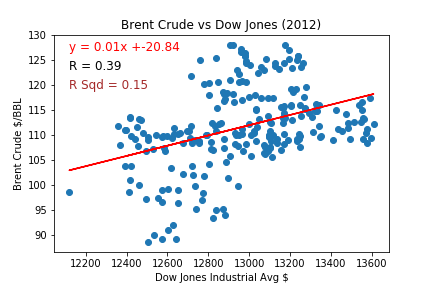 Brent Crude vs Dow Jones (2012)
y = 0.01x +-20.84
R = 0.39
R Sqd = 0.15
Brent Crude $/BBL
130
125
120
115
110
105
100
95
90
12200 12400 12600 12800 13000 13200 13400 13600
Dow Jones Industrial Avg $